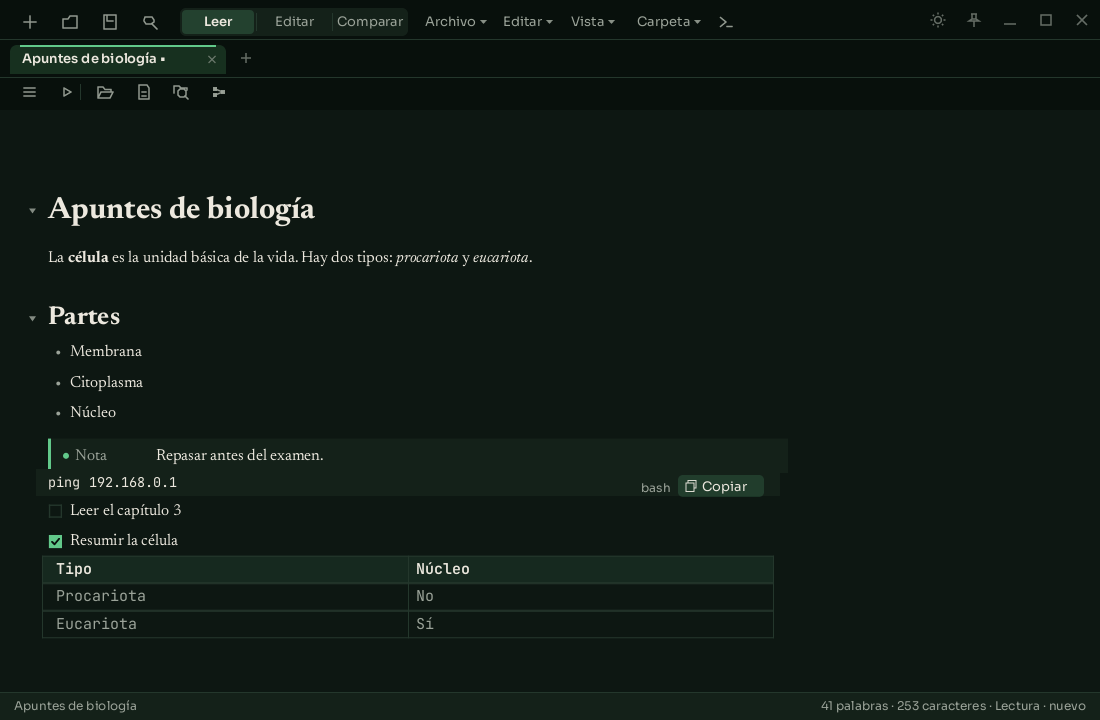 Leer Editar Comparar Archivo Editar Vista Carpeta
Apuntes de biología •
Apuntes de biología
La célula es la unidad básica de la vida. Hay dos tipos: procariota y eucariota.
Partes
• Membrana
• Citoplasma
• Núcleo
Nota Repasar antes del examen.
ping 192.168.0.1 bash Copiar
Leer el capítulo 3
Resumir la célula
Tipo Núcleo
Procariota No
Eucariota Sí
Apuntes de biología 41 palabras · 253 caracteres · Lectura · nuevo